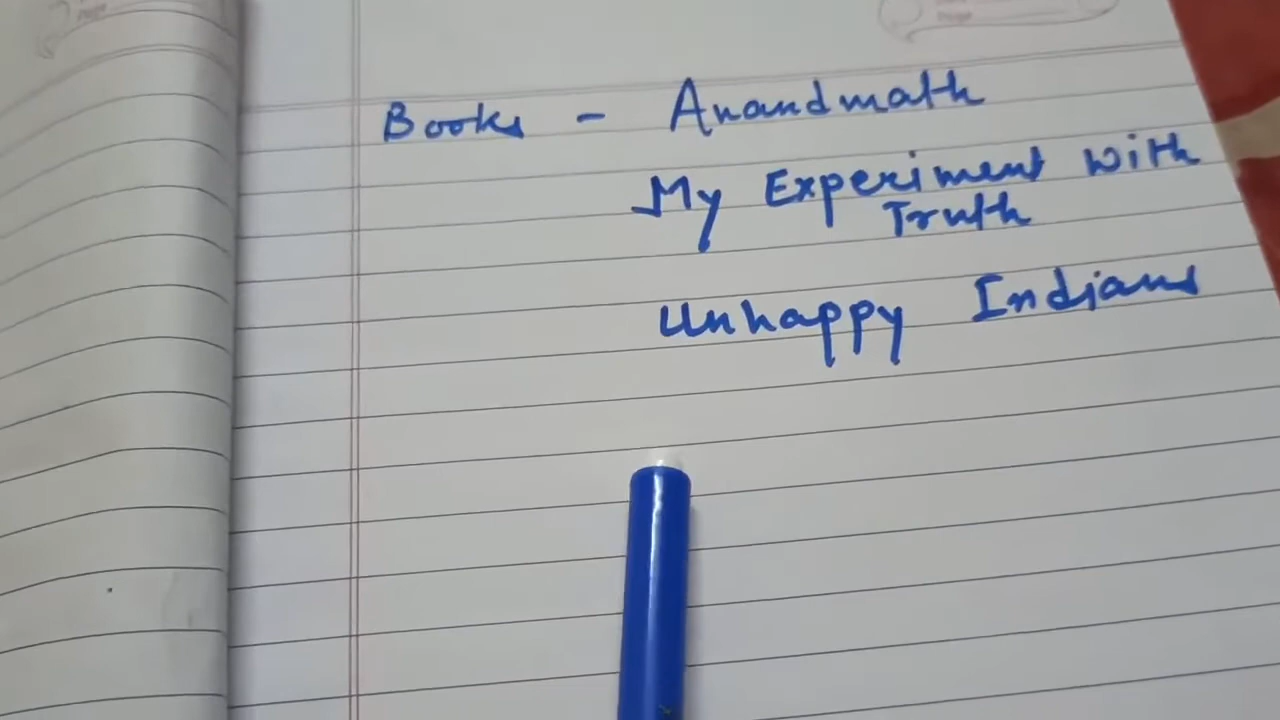 Books - Anandmath
My Experiment with
Truth
Unhappy Indians